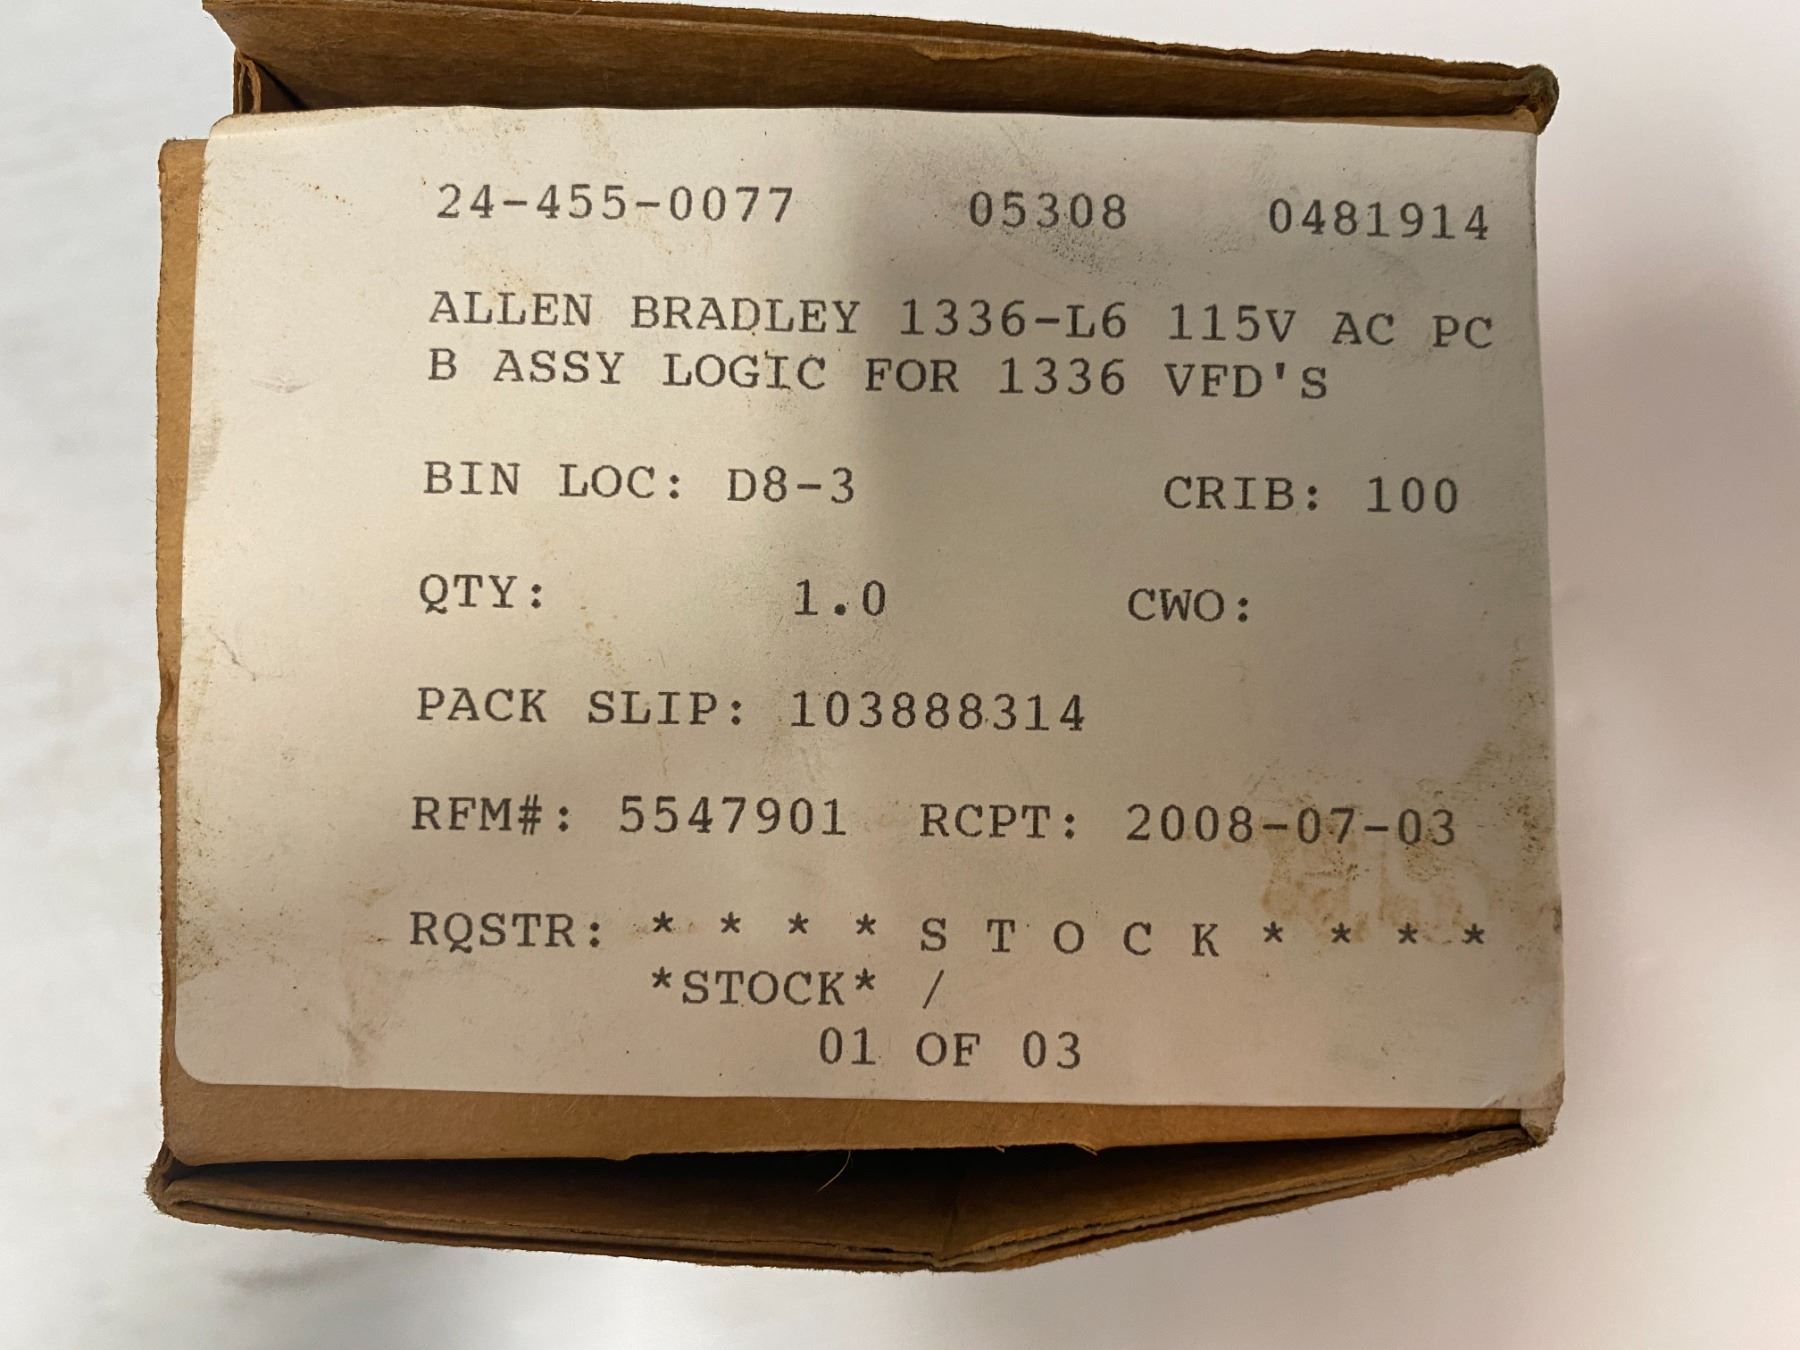 24-455-0077 05308 0481914
ALLEN BRADLEY 1336-L6 115V AC PC
B ASSY LOGIC FOR 1336 VFD'S
BIN LOC: D8-3 CRIB: 100
QTY: 1.0 CWO:
PACK SLIP: 103888314
RFM#: 5547901 RCPT: 2008-07-03
RQSTR: * * * * S T O C K * * * *
*STOCK* /
01 OF 03